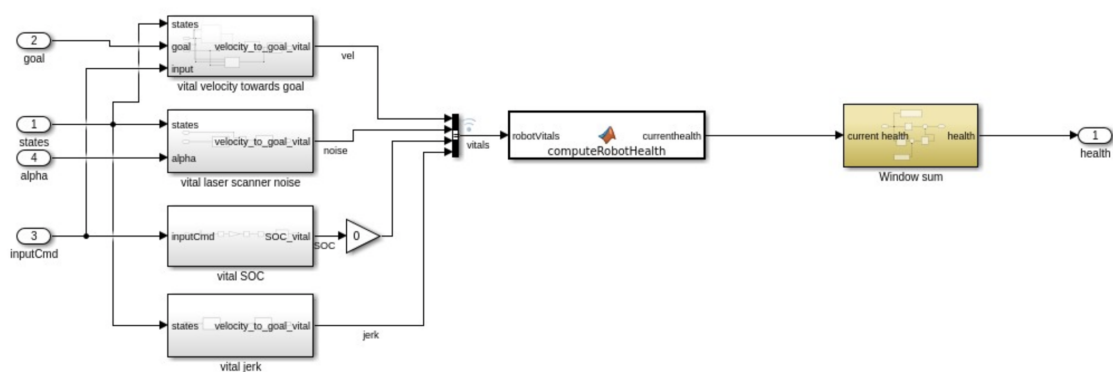 2
goal
states
goal
input
velocity_to_goal_vital
vital velocity towards goal
vel
1
states
4
alpha
states
alpha
velocity_to_goal_vital
vital laser scanner noise
noise
vitals
robotVitals
currenthealth
computeRobotHealth
current health
health
Window sum
1
health
3
inputCmd
inputCmd
SOC_vital
vital SOC
SOC
0
states
velocity_to_goal_vital
vital jerk
jerk